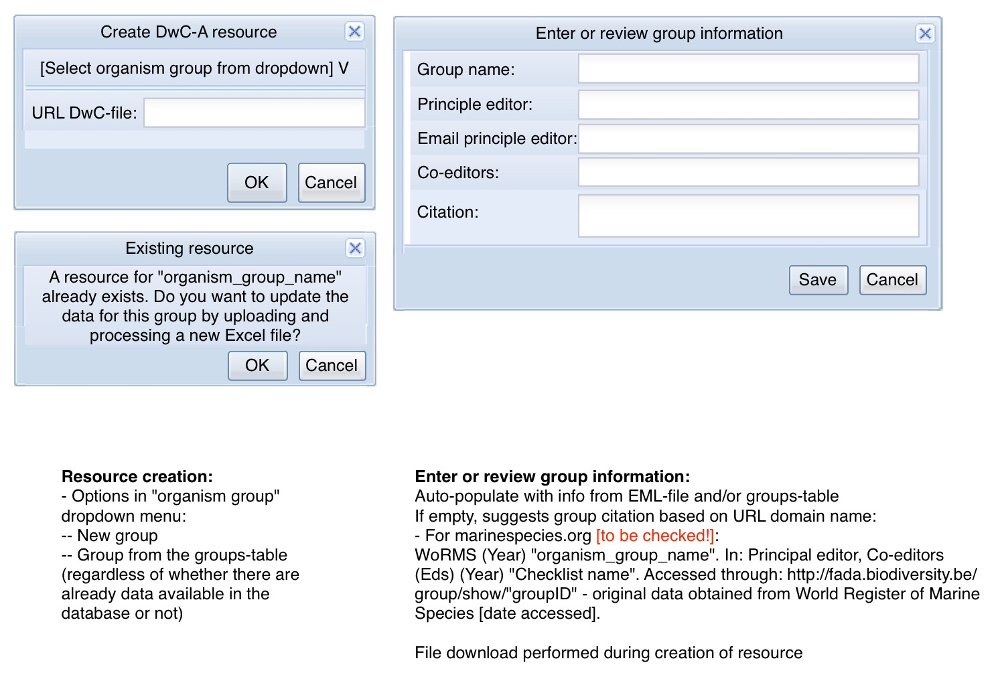 Create DwC-A resource
[Select organism group from dropdown] V
URL DwC-file:
OK
Cancel
Existing resource
A resource for "organism_group_name"
already exists. Do you want to update the
data for this group by uploading and
processing a new Excel file?
OK
Cancel
Enter or review group information
Group name:
Principle editor:
Email principle editor:
Co-editors:
Citation:
Save
Cancel
Resource creation:
- Options in "organism group"
dropdown menu:
-- New group
-- Group from the groups-table
(regardless of whether there are
already data available in the
database or not)
Enter or review group information:
Auto-populate with info from EML-file and/or groups-table
If empty, suggests group citation based on URL domain name:
- For marinespecies.org [to be checked!]:
WoRMS (Year) "organism_group_name". In: Principal editor, Co-editors
(Eds) (Year) "Checklist name". Accessed through: http://fada.biodiversity.be/
group/show/"groupID" - original data obtained from World Register of Marine
Species [date accessed].
File download performed during creation of resource